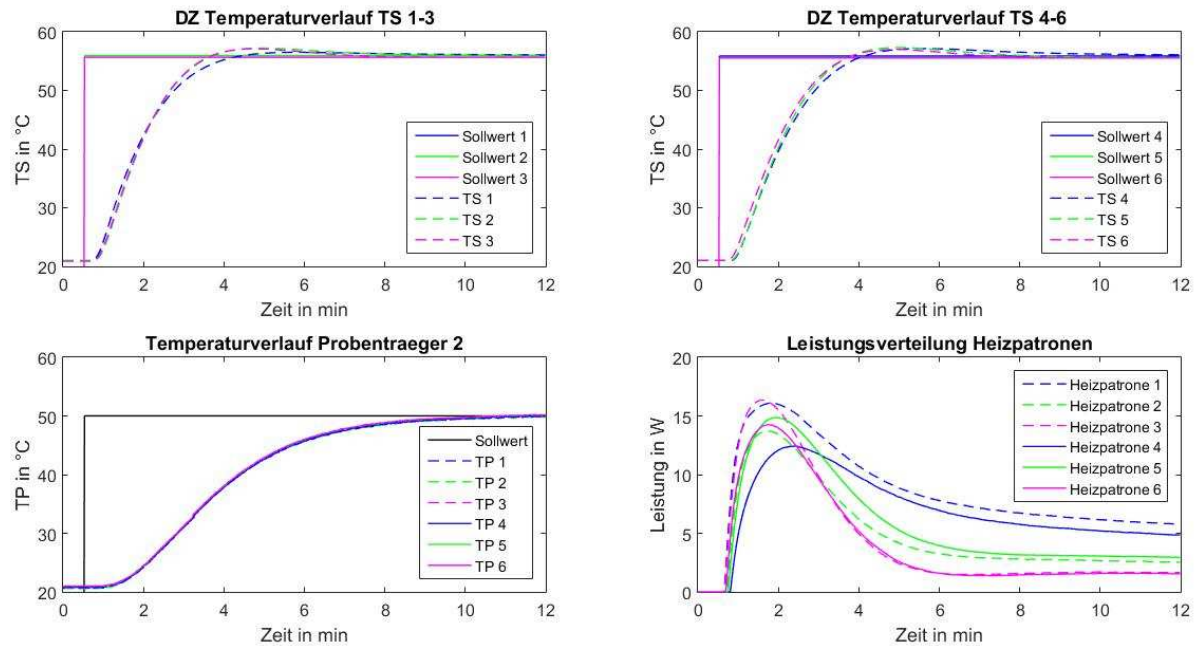 DZ Temperaturverlauf TS 1-3
60
50
40
30
20
TS in °C
0 2 4 6 8 10 12
Zeit in min
Sollwert 1
Sollwert 2
Sollwert 3
TS 1
TS 2
TS 3
DZ Temperaturverlauf TS 4-6
60
50
40
30
20
TS in °C
0 2 4 6 8 10 12
Zeit in min
Sollwert 4
Sollwert 5
Sollwert 6
TS 4
TS 5
TS 6
Temperaturverlauf Probentraeger 2
60
50
40
30
20
TP in °C
0 2 4 6 8 10 12
Zeit in min
Sollwert
TP 1
TP 2
TP 3
TP 4
TP 5
TP 6
Leistungsverteilung Heizpatronen
20
15
10
5
0
Leistung in W
0 2 4 6 8 10 12
Zeit in min
Heizpatrone 1
Heizpatrone 2
Heizpatrone 3
Heizpatrone 4
Heizpatrone 5
Heizpatrone 6